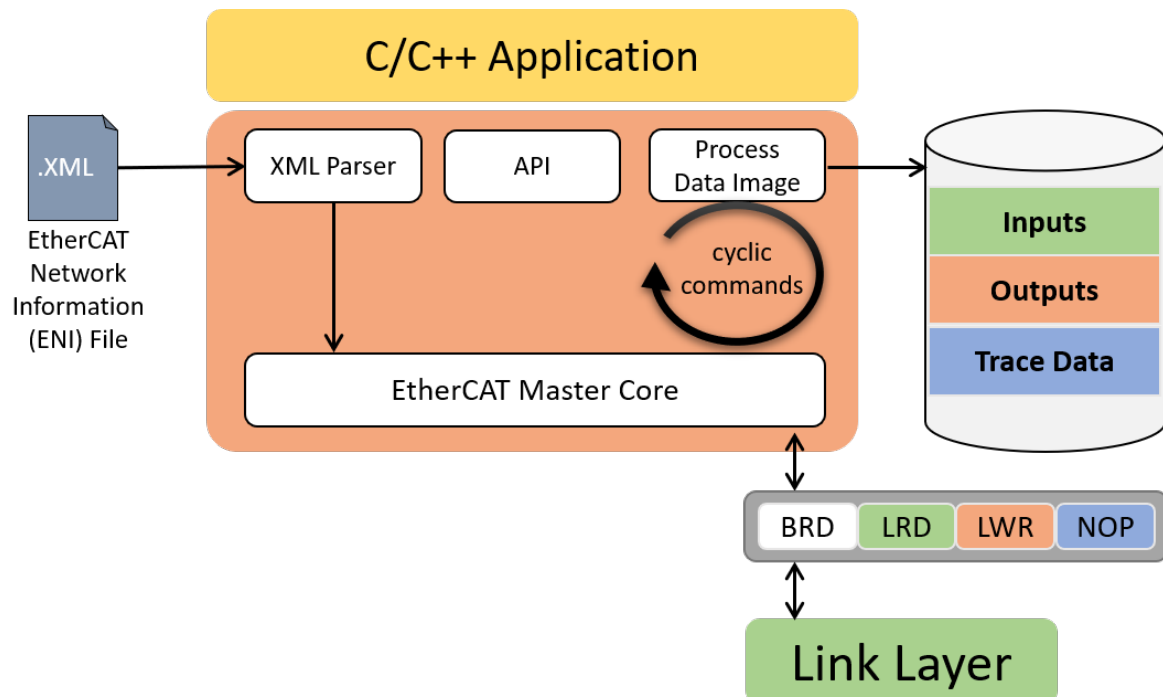 C/C++ Application
.XML
EtherCAT
Network
Information
(ENI) File
XML Parser
API
Process
Data Image
cyclic
commands
EtherCAT Master Core
Inputs
Outputs
Trace Data
BRD
LRD
LWR
NOP
Link Layer